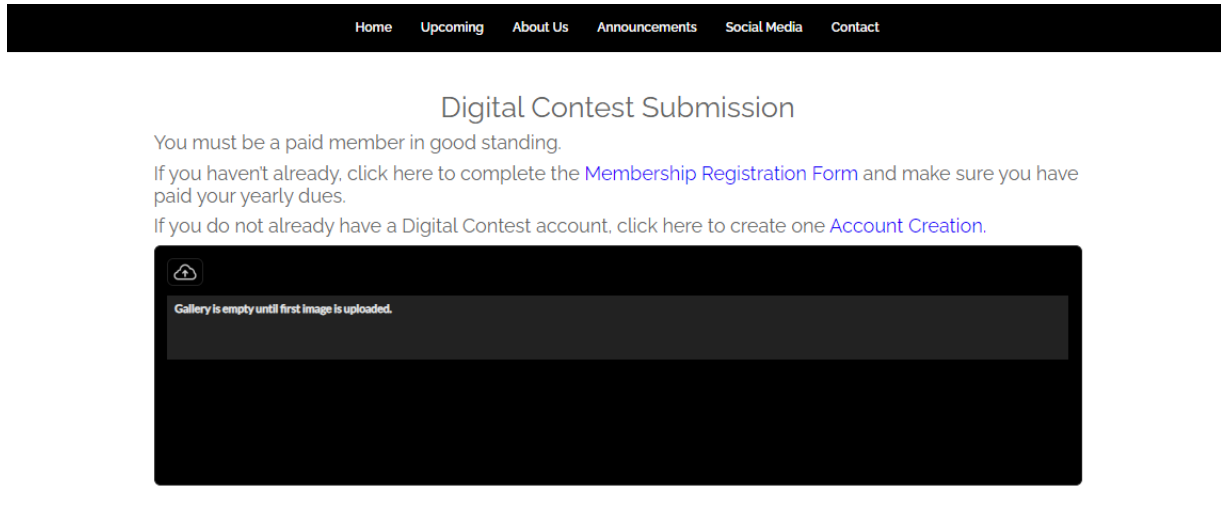 Home Upcoming About Us Announcements Social Media Contact
Digital Contest Submission
You must be a paid member in good standing.
If you haven't already, click here to complete the Membership Registration Form and make sure you have
paid your yearly dues.
If you do not already have a Digital Contest account, click here to create one Account Creation.
Gallery is empty until first image is uploaded.